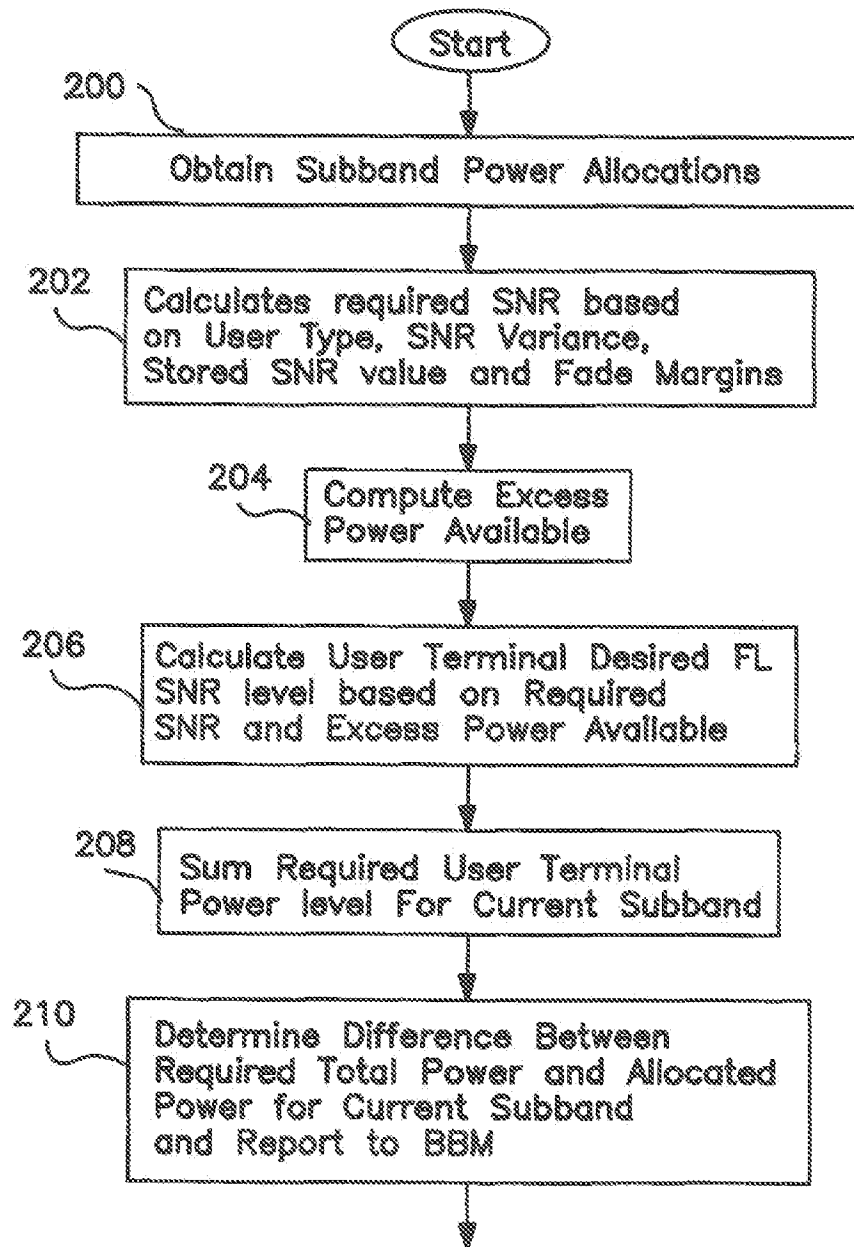 Start
200
Obtain Subband Power Allocations
202
Calculates required SNR based
on User Type, SNR Variance,
Stored SNR value and Fade Margins
204
Compute Excess
Power Available
206
Calculate User Terminal Desired FL
SNR level based on Required
SNR and Excess Power Available
208
Sum Required User Terminal
Power level For Current Subband
210
Determine Difference Between
Required Total Power and Allocated
Power for Current Subband
and Report to BBM